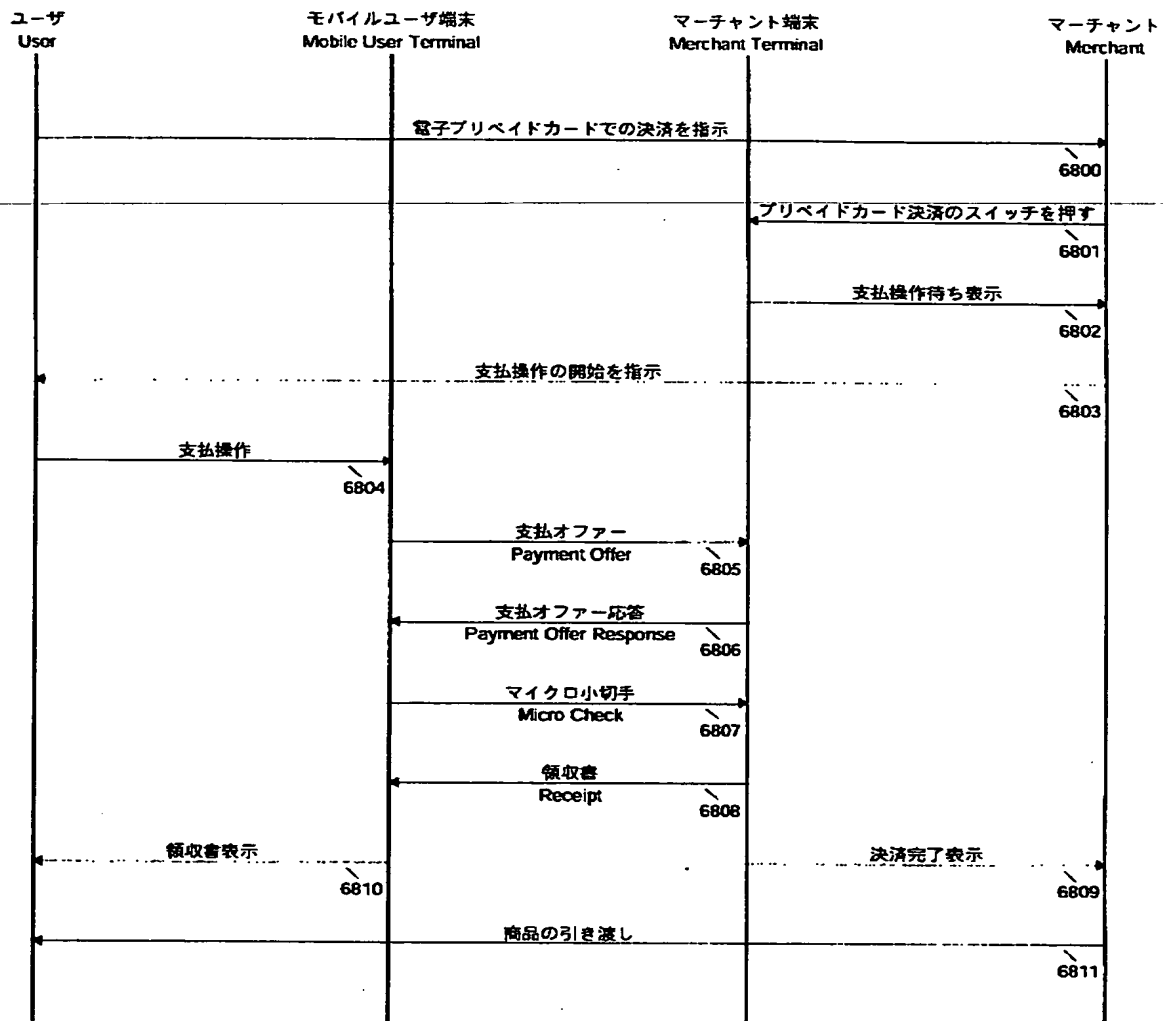 ユーザ
User
モバイルユーザ端末
Mobile User Terminal
マーチャント端末
Merchant Terminal
マーチャント
Merchant
電子プリペイドカードでの決済を指示
6800
プリペイドカード決済のスイッチを押す
6801
支払操作待ち表示
6802
支払操作の開始を指示
6803
支払操作
6804
支払オファー
Payment Offer
6805
支払オファー応答
Payment Offer Response
6806
マイクロ小切手
Micro Check
6807
領収書
Receipt
6808
領収書表示
6810
決済完了表示
6809
商品の引き渡し
6811